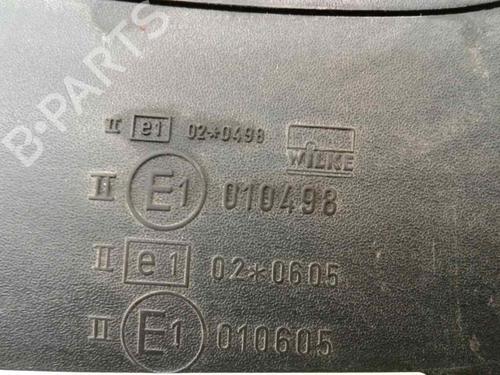 B-PARTS
II e1 02*0498
WILKE
II E1 010498
II e1 02*0605
II E1 010605